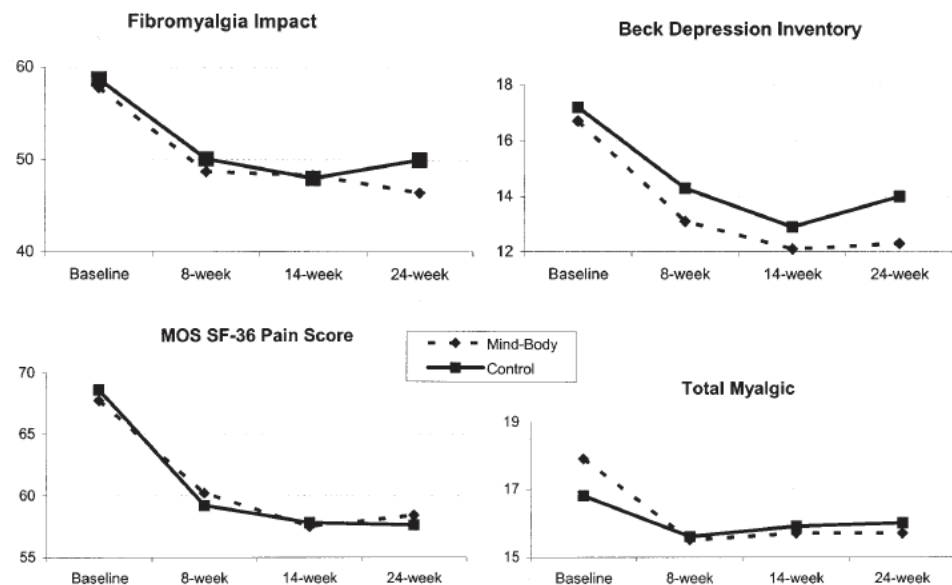 Fibromyalgia Impact
60
50
40
Baseline 8-week 14-week 24-week
Beck Depression Inventory
18
16
14
12
Baseline 8-week 14-week 24-week
MOS SF-36 Pain Score
70
65
60
55
Baseline 8-week 14-week 24-week
Mind-Body
Control
Total Myalgic
19
17
15
Baseline 8-week 14-week 24-week